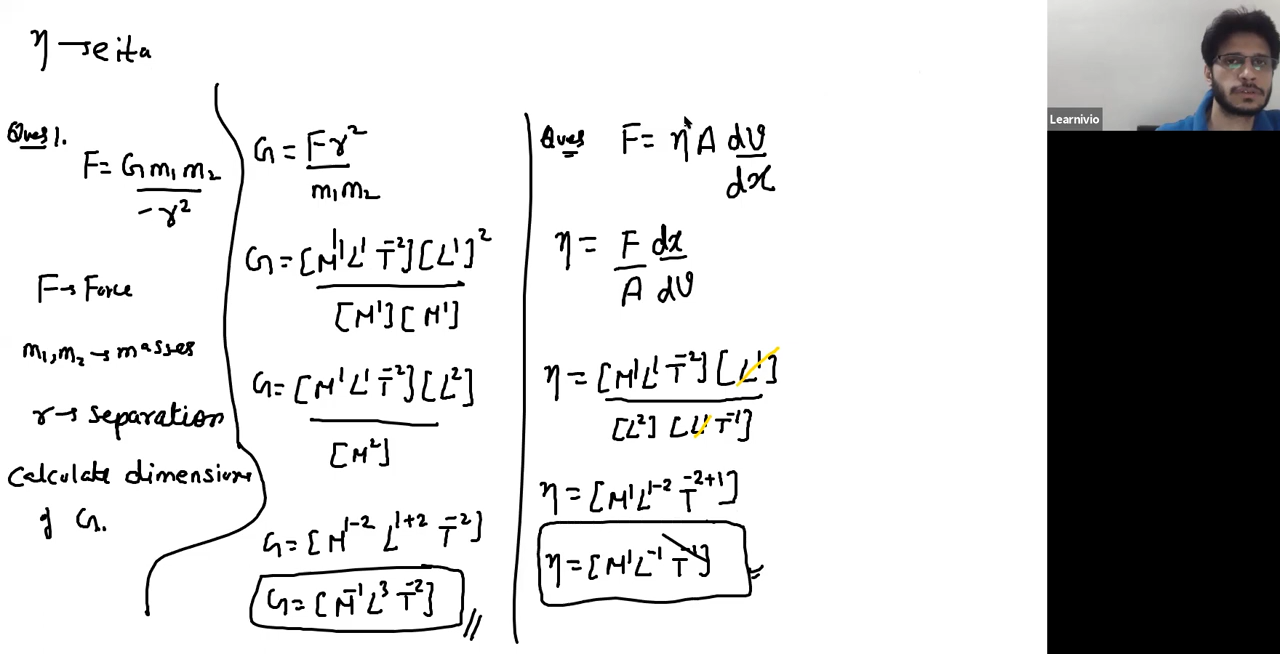 η → eita
Ques 1.
F = G m₁ m₂ / r²
F → Force
m₁, m₂ → masses
r → separation
Calculate dimensions
of G.
G = F r² / m₁ m₂
G = [M¹ L¹ T⁻²] [L¹]² / [M¹] [M¹]
G = [M¹ L¹ T⁻²] [L²] / [M²]
G = [M¹⁻² L¹⁺² T⁻²]
G = [M⁻¹ L³ T⁻²]
Ques F = η A dv / dx
η = F / A dx / dv
η = [M¹ L¹ T⁻²] [L¹] / [L²] [L¹ T⁻¹]
η = [M¹ L¹⁻² T⁻²⁺¹]
η = [M¹ L⁻¹ T⁻¹]
Learnivio